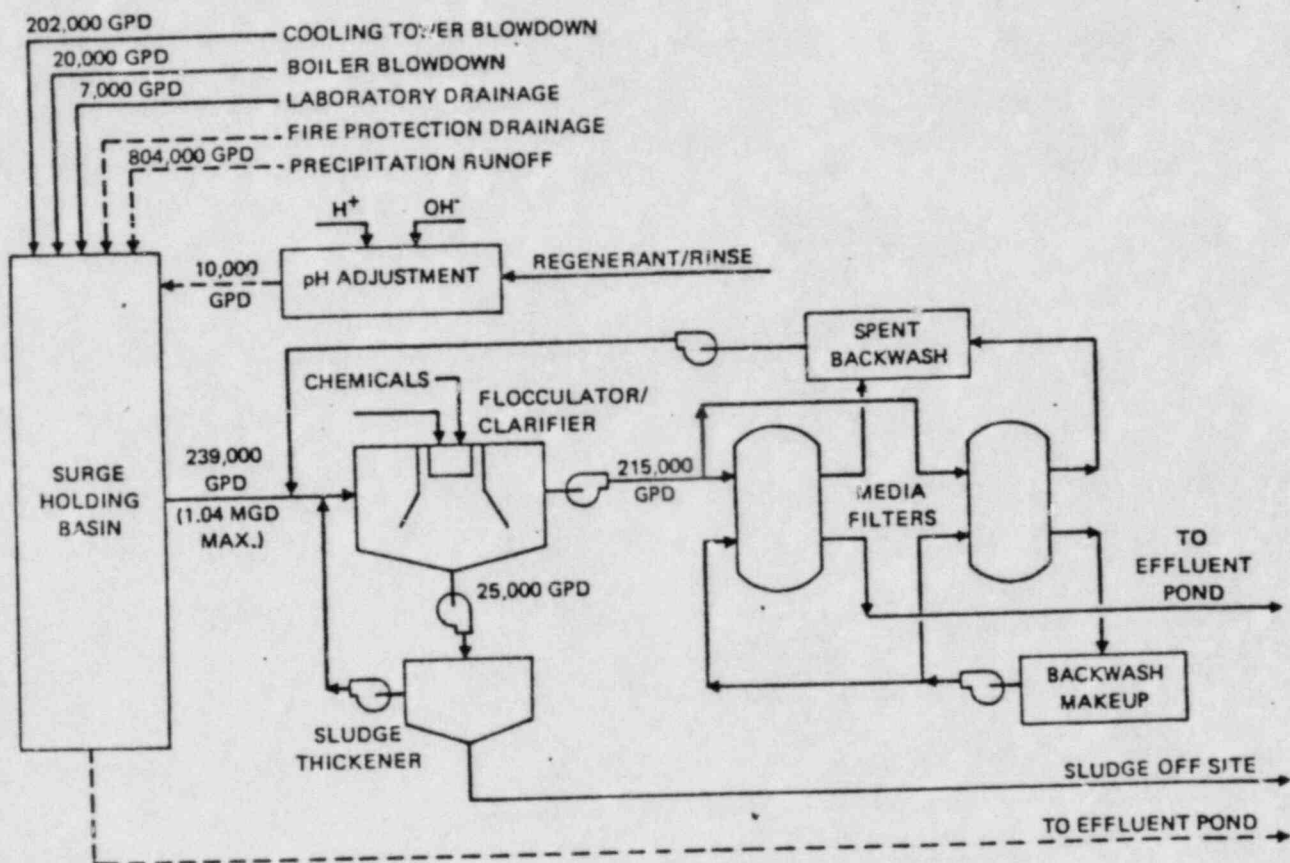 202,000 GPD
COOLING TOWER BLOWDOWN
20,000 GPD
BOILER BLOWDOWN
7,000 GPD
LABORATORY DRAINAGE
FIRE PROTECTION DRAINAGE
804,000 GPD
PRECIPITATION RUNOFF
H+
OH-
10,000
GPD
pH ADJUSTMENT
REGENERANT/RINSE
SPENT
BACKWASH
CHEMICALS
FLOCCULATOR/
CLARIFIER
SURGE
HOLDING
BASIN
239,000
GPD
(1.04 MGD
MAX.)
215,000
GPD
MEDIA
FILTERS
TO
EFFLUENT
POND
25,000 GPD
SLUDGE
THICKENER
BACKWASH
MAKEUP
SLUDGE OFF SITE
TO EFFLUENT POND